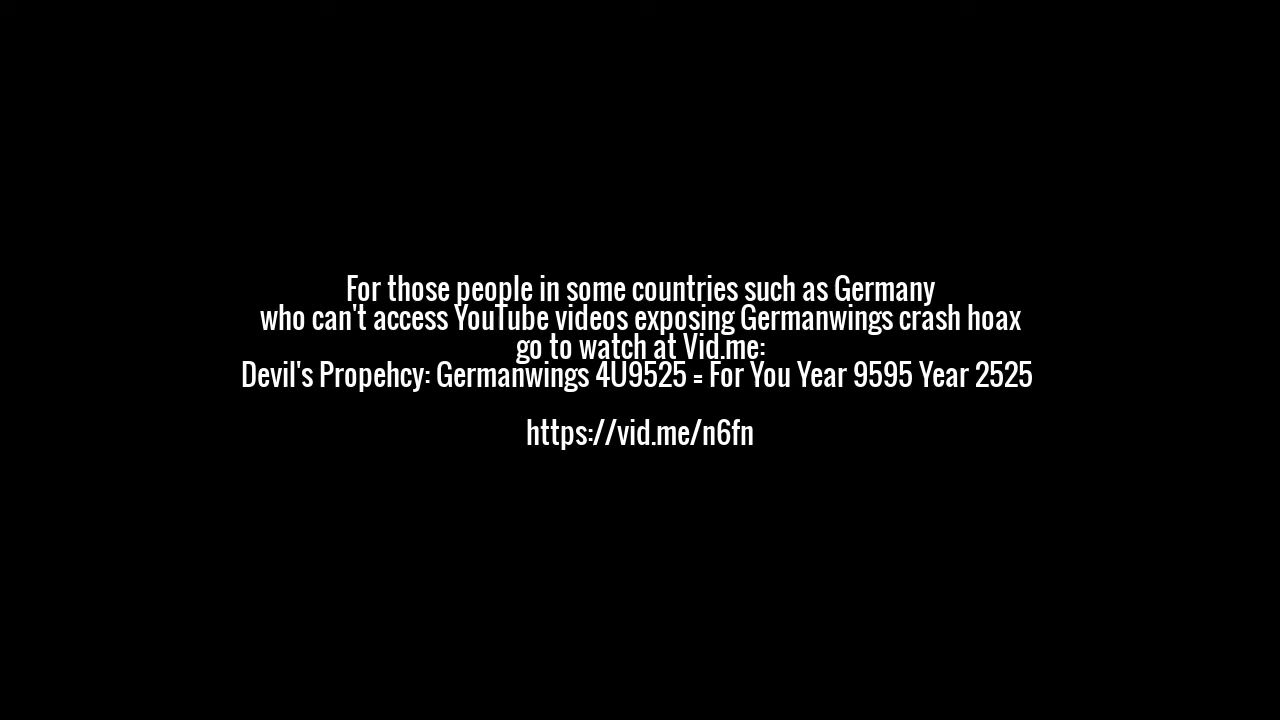 For those people in some countries such as Germany
who can't access YouTube videos exposing Germanwings crash hoax
go to watch at Vid.me:
Devil's Propehcy: Germanwings 4U9525 = For You Year 9595 Year 2525
https://vid.me/n6fn